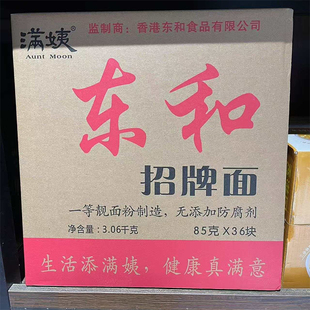 满姨®
Aunt Moon
监制商：香港东和食品有限公司
东和
招牌面
一等靓面粉制造，无添加防腐剂
净含量：3.06千克
85克X36块
生活添满姨，健康真满意